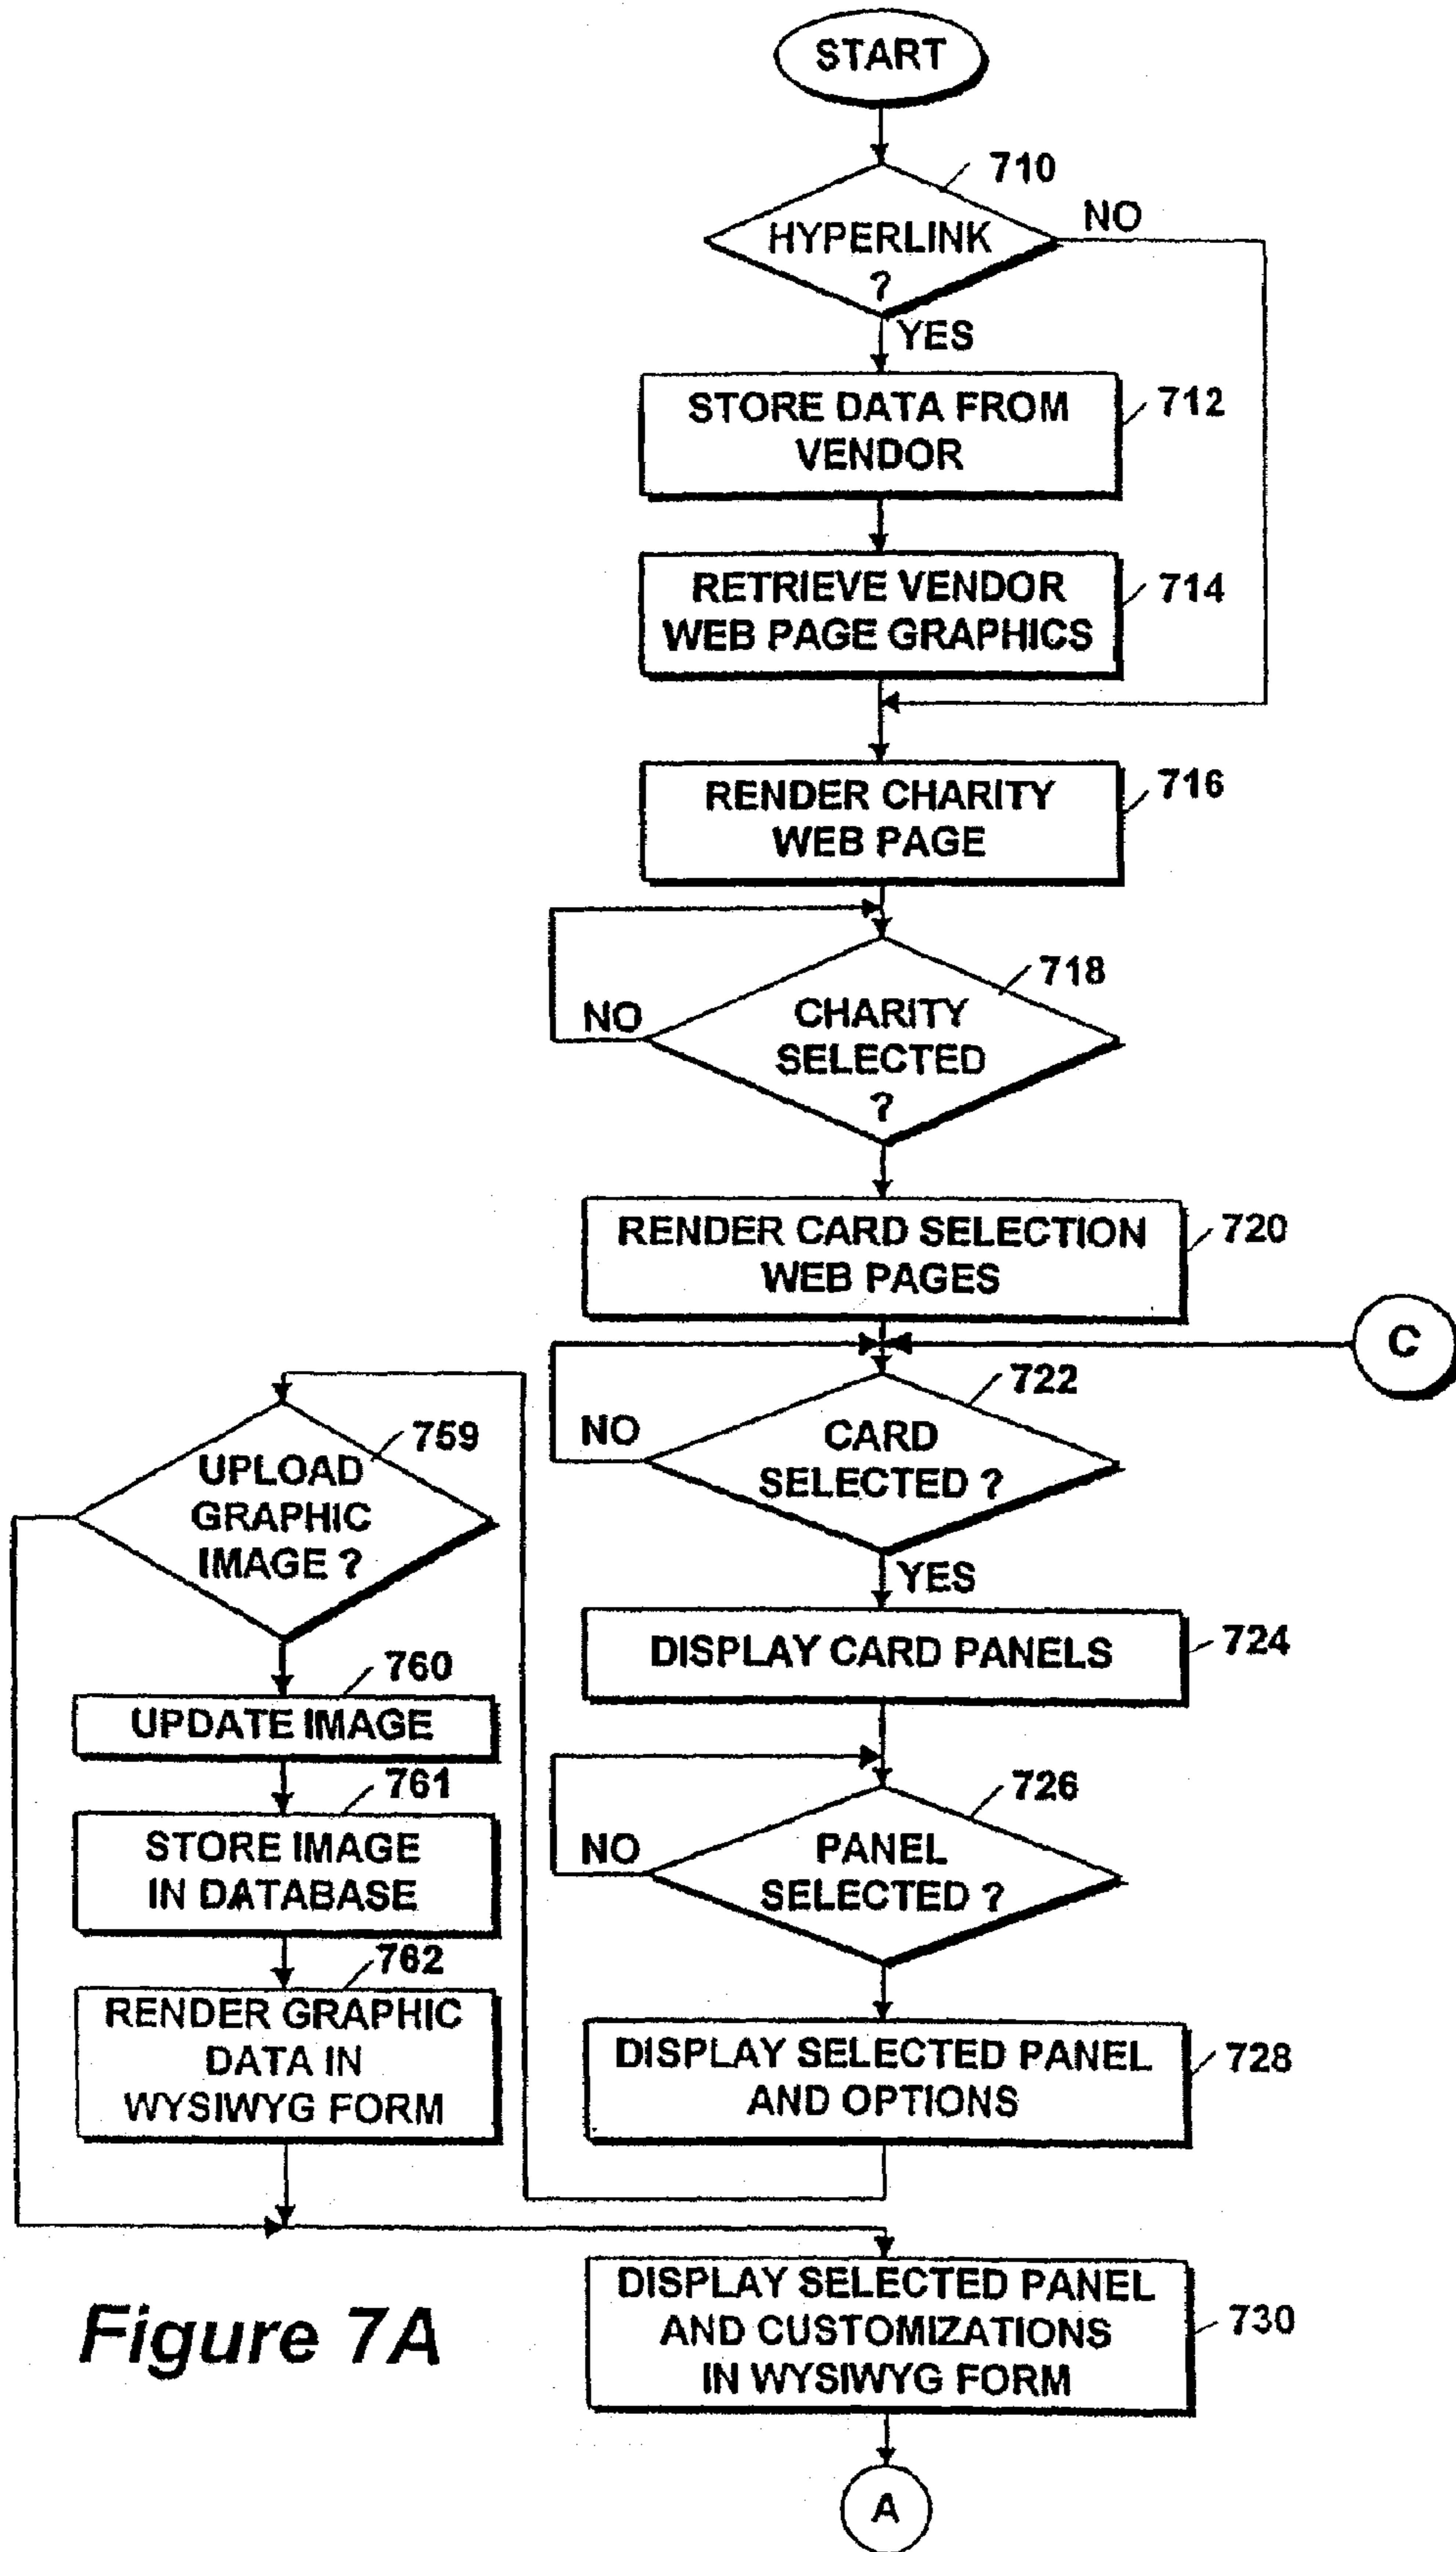 START
710
HYPERLINK
?
NO
YES
STORE DATA FROM
VENDOR
712
RETRIEVE VENDOR
WEB PAGE GRAPHICS
714
RENDER CHARITY
WEB PAGE
716
718
CHARITY
SELECTED
?
NO
RENDER CARD SELECTION
WEB PAGES
720
C
722
CARD
SELECTED ?
NO
YES
DISPLAY CARD PANELS
724
726
PANEL
SELECTED ?
NO
DISPLAY SELECTED PANEL
AND OPTIONS
728
759
UPLOAD
GRAPHIC
IMAGE ?
760
UPDATE IMAGE
761
STORE IMAGE
IN DATABASE
762
RENDER GRAPHIC
DATA IN
WYSIWYG FORM
DISPLAY SELECTED PANEL
AND CUSTOMIZATIONS
IN WYSIWYG FORM
730
A
Figure 7A